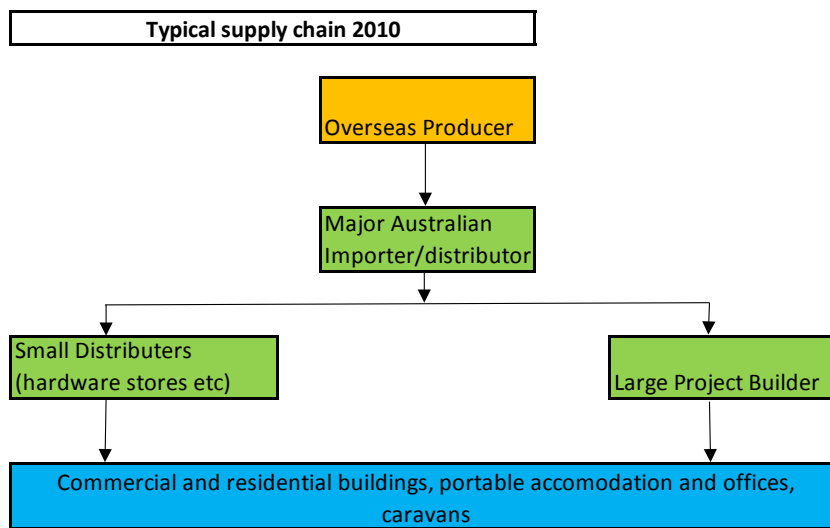 Typical supply chain 2010
Overseas Producer
Major Australian
Importer/distributor
Small Distributers
(hardware stores etc)
Large Project Builder
Commercial and residential buildings, portable accomodation and offices,
caravans